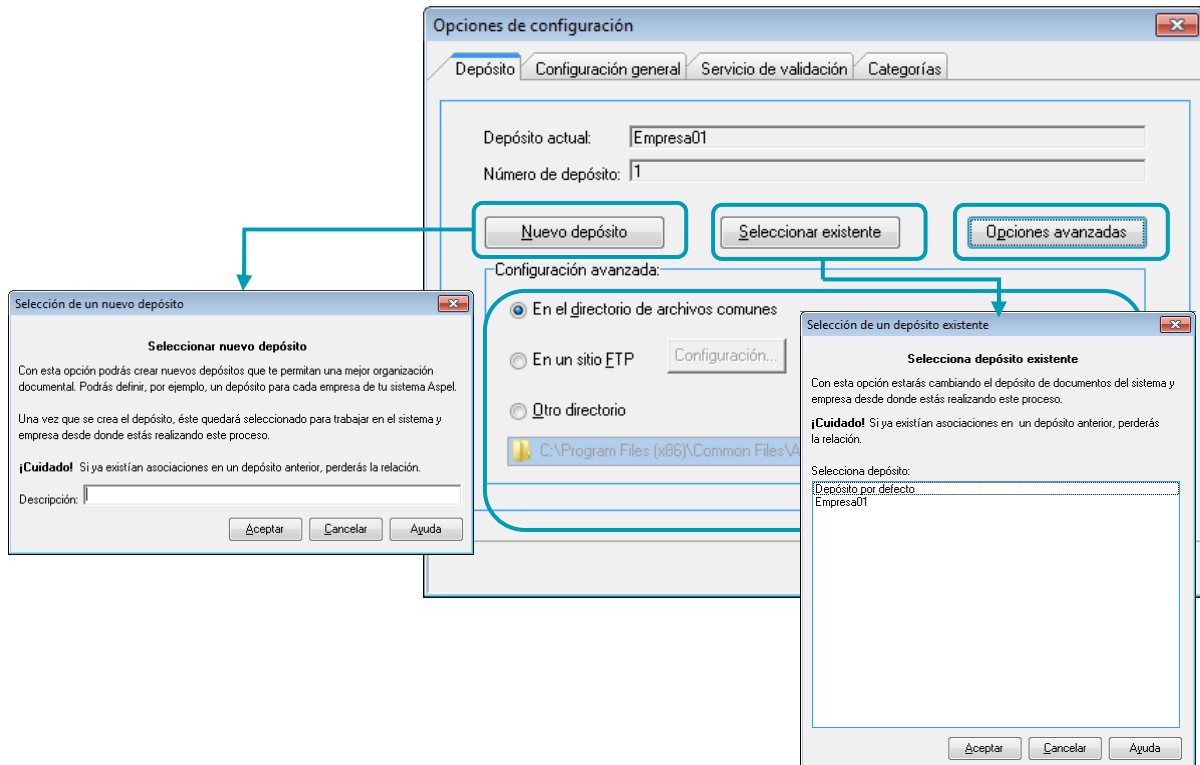 Opciones de configuración
Depósito
Configuración general
Servicio de validación
Categorías
Depósito actual:
Empresa01
Número de depósito:
1
Nuevo depósito
Seleccionar existente
Opciones avanzadas
Configuración avanzada:
En el directorio de archivos comunes
En un sitio FTP
Configuración...
Otro directorio
C:\Program Files (x86)\Common Files\A
Selección de un nuevo depósito
Seleccionar nuevo depósito
Con esta opción podrás crear nuevos depósitos que te permitan una mejor organización
documental. Podrás definir, por ejemplo, un depósito para cada empresa de tu sistema Aspel.
Una vez que se crea el depósito, éste quedará seleccionado para trabajar en el sistema y
empresa desde donde estás realizando este proceso.
¡Cuidado! Si ya existían asociaciones en un depósito anterior, perderás la relación.
Descripción:
Aceptar
Cancelar
Ayuda
Selección de un depósito existente
Selecciona depósito existente
Con esta opción estarás cambiando el depósito de documentos del sistema y
empresa desde donde estás realizando este proceso.
¡Cuidado! Si ya existían asociaciones en un depósito anterior, perderás
la relación.
Selecciona depósito:
Depósito por defecto
Empresa01
Aceptar
Cancelar
Ayuda